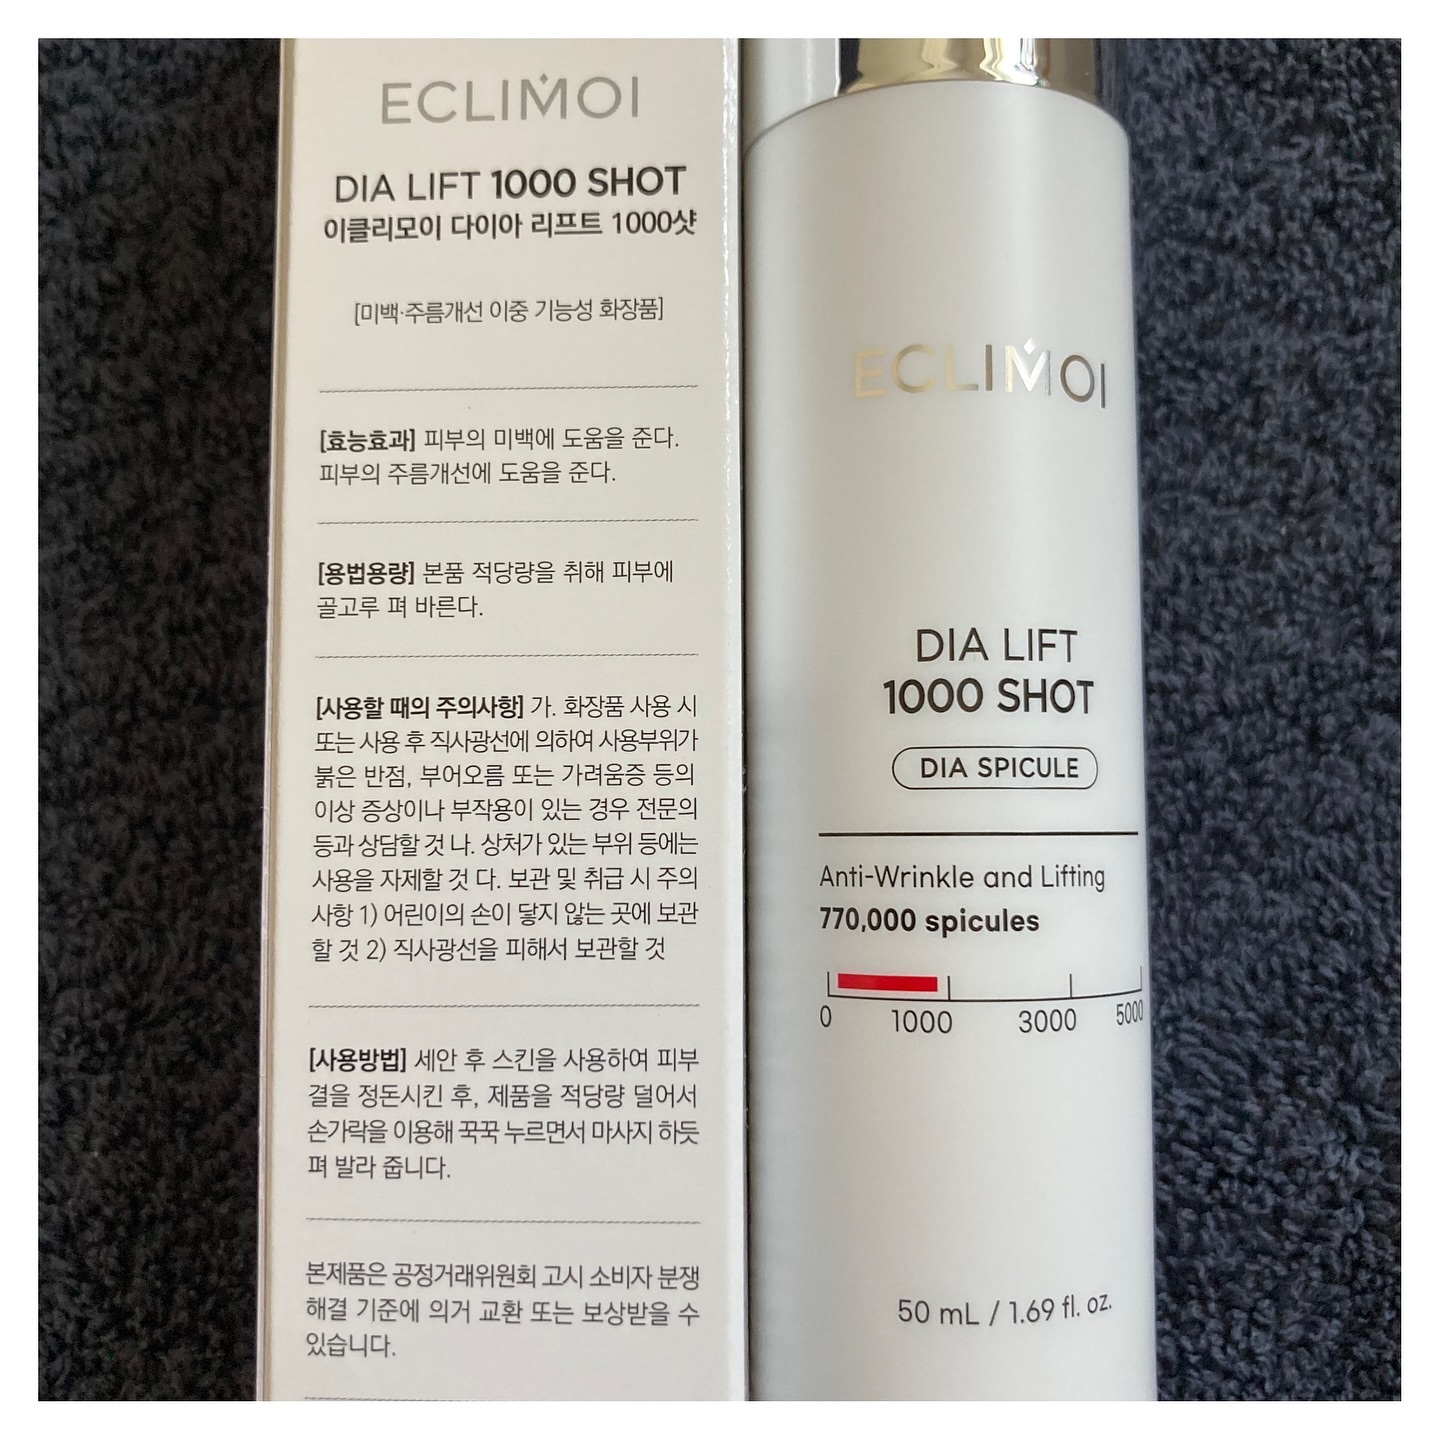 ECLIMOI
DIA LIFT 1000 SHOT
이클리모이 다이아 리프트 1000샷
[미백·주름개선 이중 기능성 화장품]
[효능효과] 피부의 미백에 도움을 준다.
피부의 주름개선에 도움을 준다.
[용법용량] 본품 적당량을 취해 피부에
골고루 펴 바른다.
[사용할 때의 주의사항] 가. 화장품 사용 시
또는 사용 후 직사광선에 의하여 사용부위가
붉은 반점, 부어오름 또는 가려움증 등의
이상 증상이나 부작용이 있는 경우 전문의
등과 상담할 것 나. 상처가 있는 부위 등에는
사용을 자제할 것 다. 보관 및 취급 시 주의
사항 1) 어린이의 손이 닿지 않는 곳에 보관
할 것 2) 직사광선을 피해서 보관할 것
[사용방법] 세안 후 스킨을 사용하여 피부
결을 정돈시킨 후, 제품을 적당량 덜어서
손가락을 이용해 꾹꾹 누르면서 마사지 하듯
펴 발라 줍니다.
본제품은 공정거래위원회 고시 소비자 분쟁
해결 기준에 의거 교환 또는 보상받을 수
있습니다.
ECLIMOI
DIA LIFT
1000 SHOT
DIA SPICULE
Anti-Wrinkle and Lifting
770,000 spicules
0 1000 3000 5000
50 mL / 1.69 fl. oz.